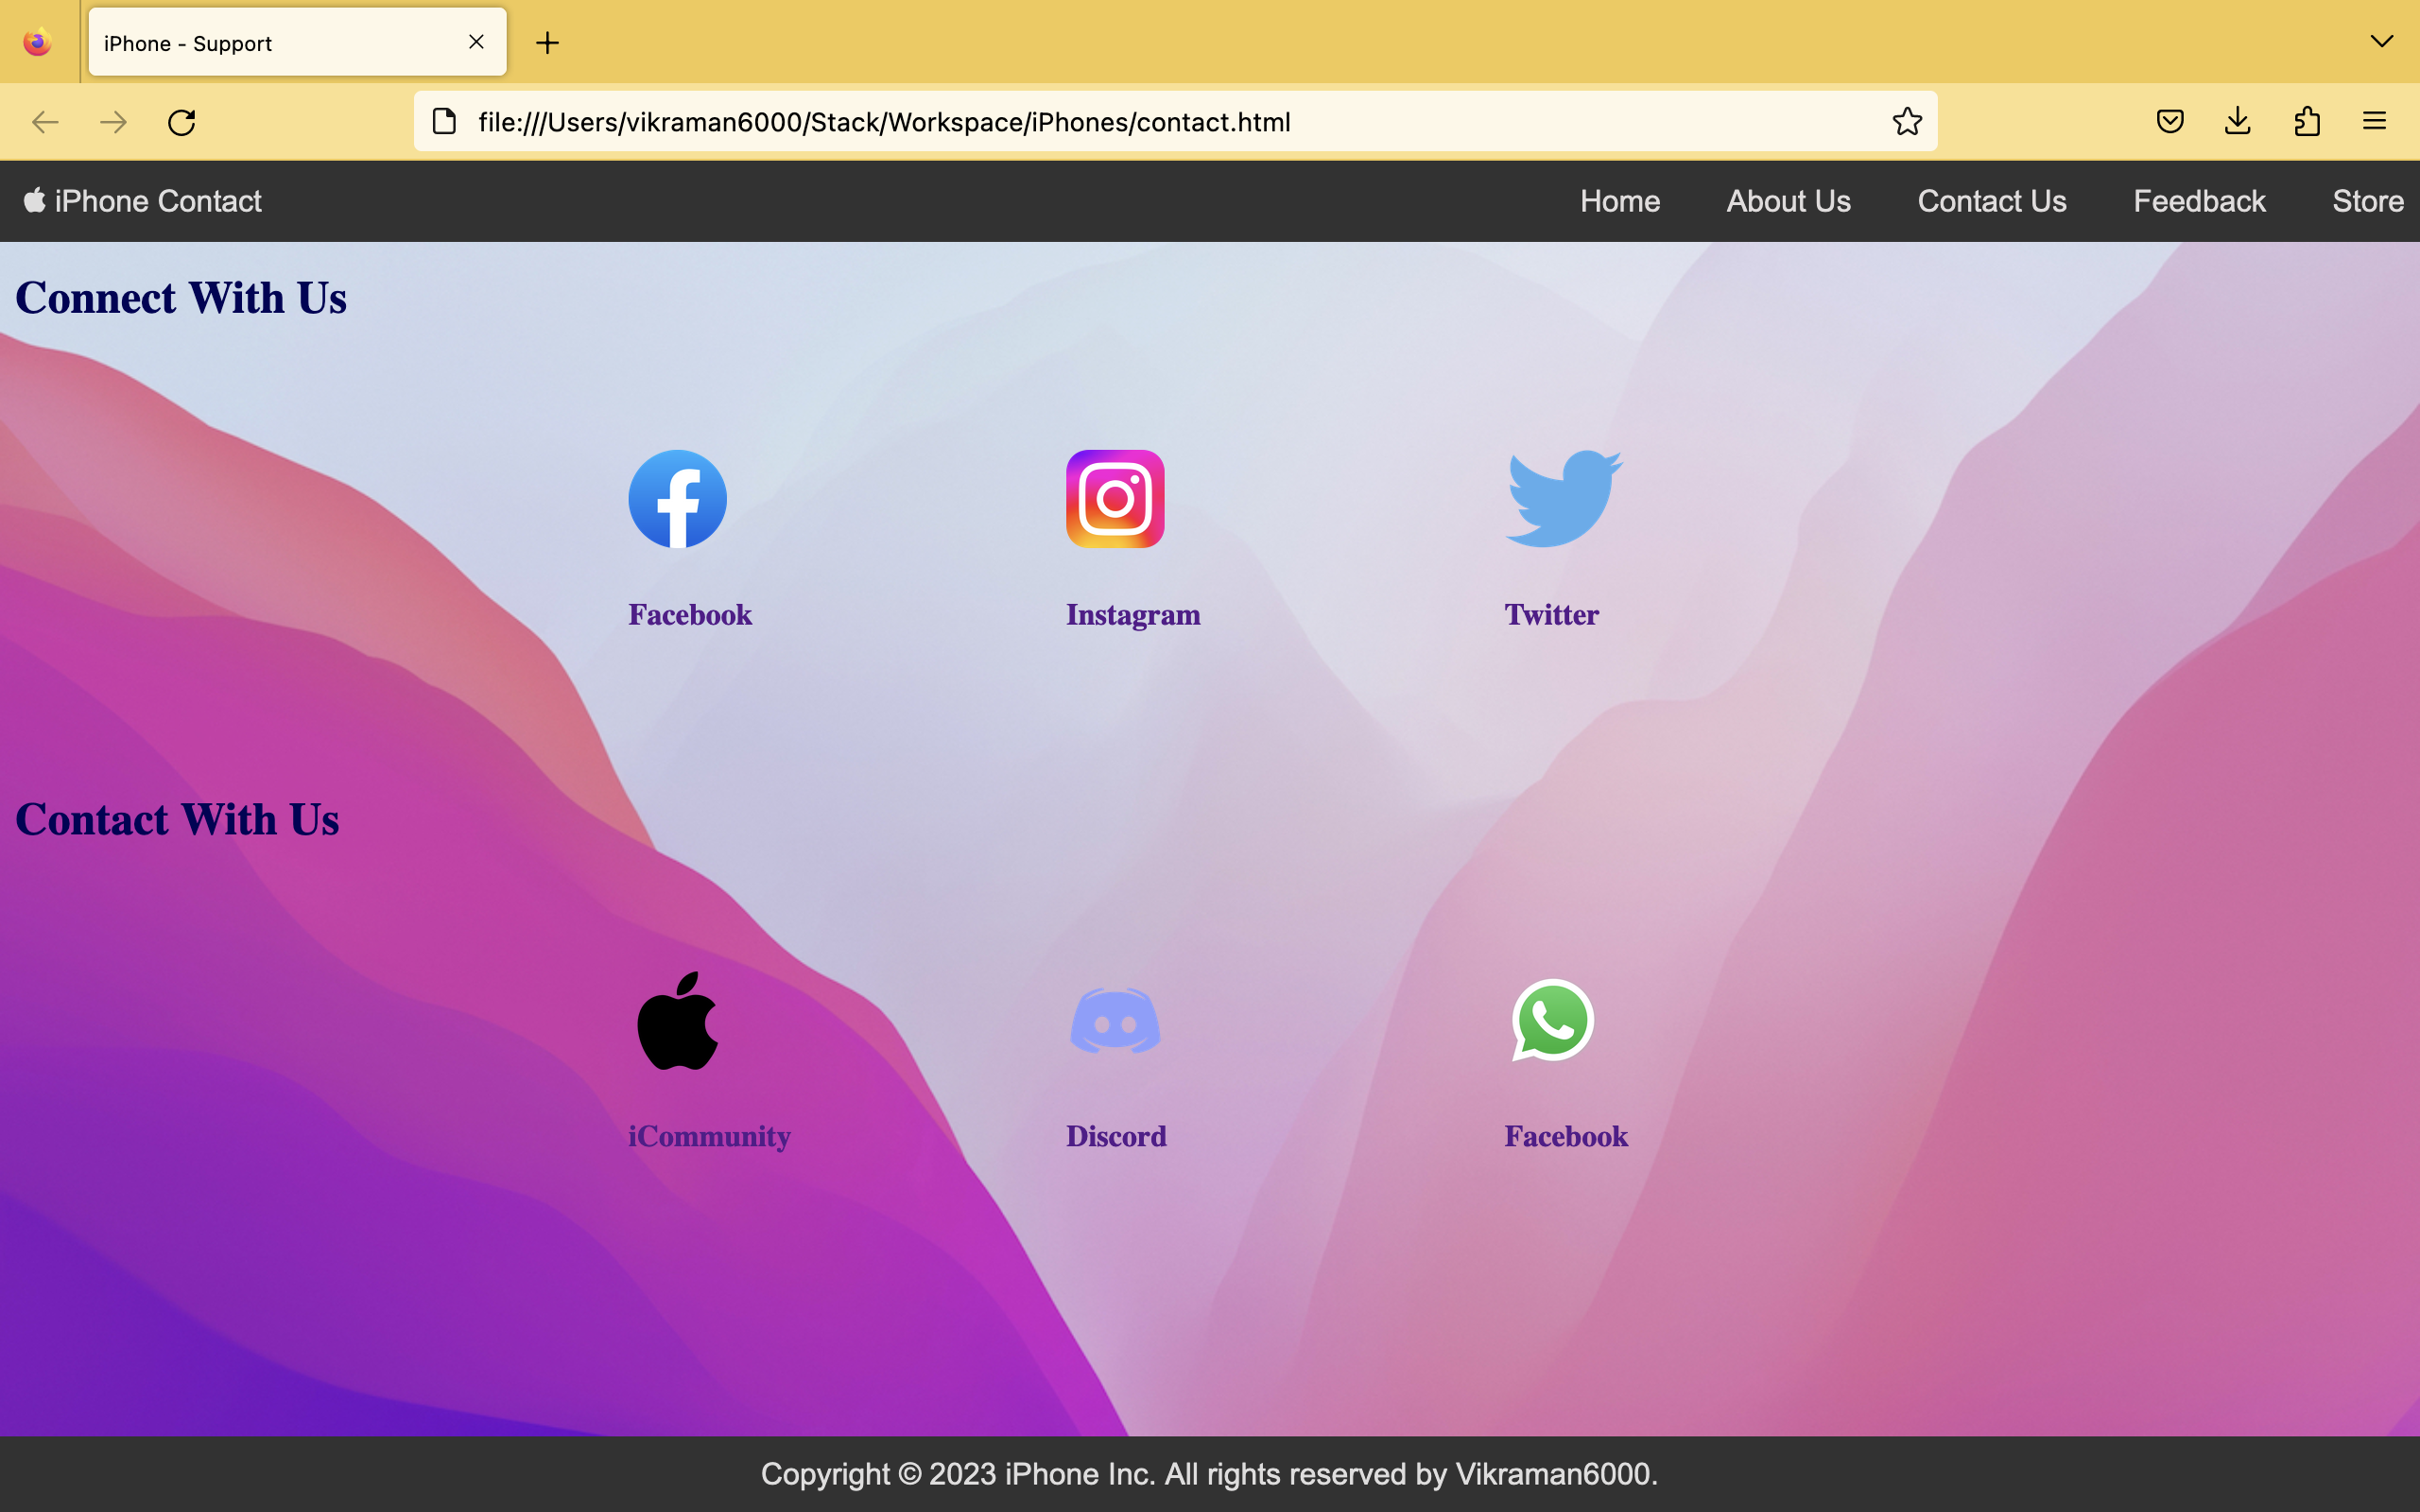 iPhone - Support
file:///Users/vikraman6000/Stack/Workspace/iPhones/contact.html
iPhone Contact
Home About Us Contact Us Feedback Store
Connect With Us
Facebook Instagram Twitter
Contact With Us
iCommunity Discord Facebook
Copyright © 2023 iPhone Inc. All rights reserved by Vikraman6000.